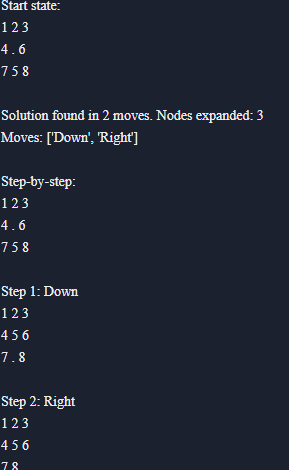 Start state:
1 2 3
4 . 6
7 5 8
Solution found in 2 moves. Nodes expanded: 3
Moves: ['Down', 'Right']
Step-by-step:
1 2 3
4 . 6
7 5 8
Step 1: Down
1 2 3
4 5 6
7 . 8
Step 2: Right
1 2 3
4 5 6
7 8